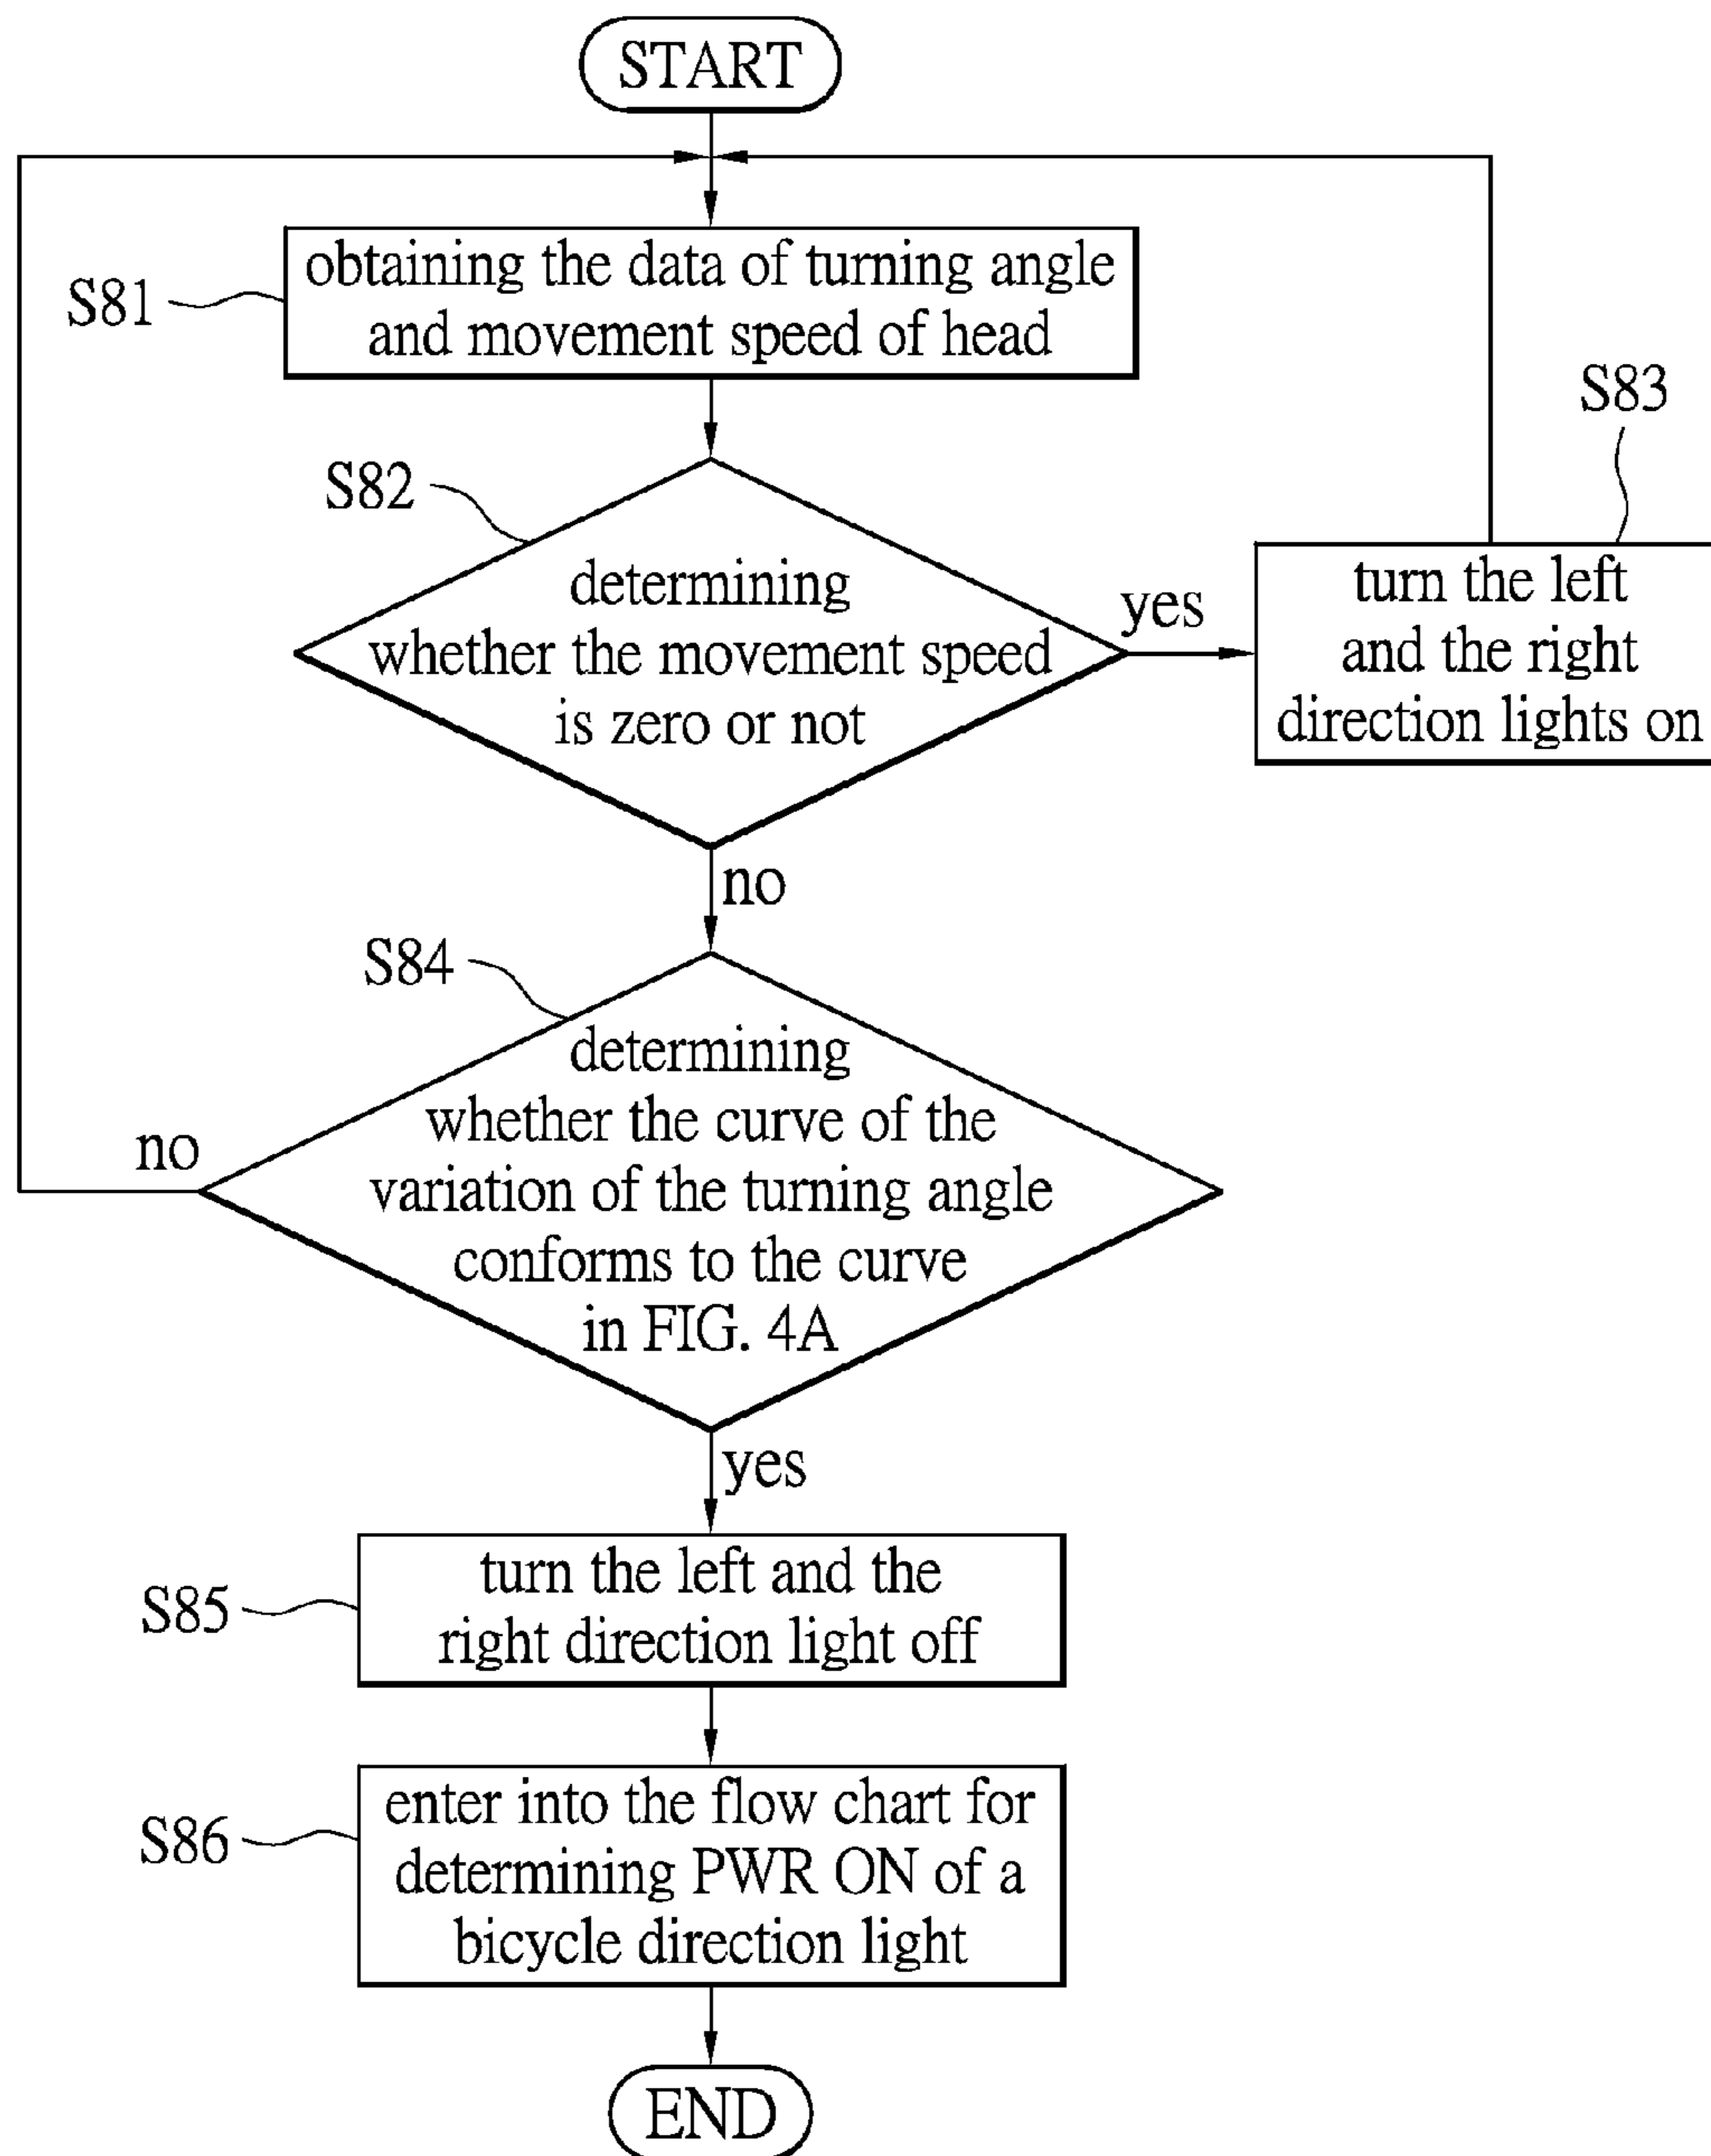 START
S81
obtaining the data of turning angle
and movement speed of head
S82
determining
whether the movement speed
is zero or not
yes
S83
turn the left
and the right
direction lights on
no
S84
determining
whether the curve of the
variation of the turning angle
conforms to the curve
in FIG. 4A
no
yes
S85
turn the left and the
right direction light off
S86
enter into the flow chart for
determining PWR ON of a
bicycle direction light
END